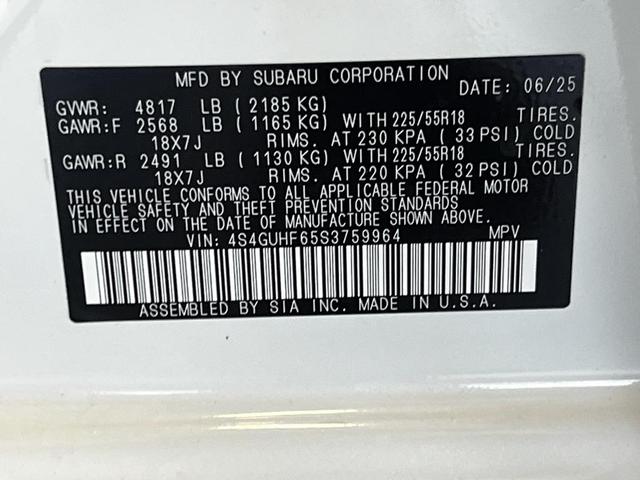 MFD BY SUBARU CORPORATION DATE: 06/25
GVWR: 4817 LB (2185 KG)
GAWR:F 2568 LB (1165 KG) WITH 225/55R18 TIRES.
18X7J RIMS. AT 230 KPA (33 PSI) COLD
GAWR:R 2491 LB (1130 KG) WITH 225/55R18 TIRES.
18X7J RIMS. AT 220 KPA (32 PSI) COLD
THIS VEHICLE CONFORMS TO ALL APPLICABLE FEDERAL MOTOR
VEHICLE SAFETY AND THEFT PREVENTION STANDARDS
IN EFFECT ON THE DATE OF MANUFACTURE SHOWN ABOVE.
VIN: 4S4GUHF65S3759964 MPV
ASSEMBLED BY SIA INC. MADE IN U.S.A.